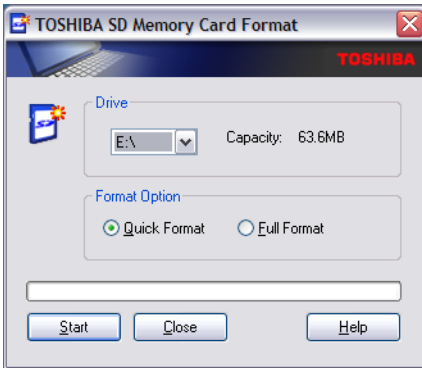 TOSHIBA SD Memory Card Format
TOSHIBA
Drive
E:\ Capacity: 63.6MB
Format Option
Quick Format Full Format
Start Close Help